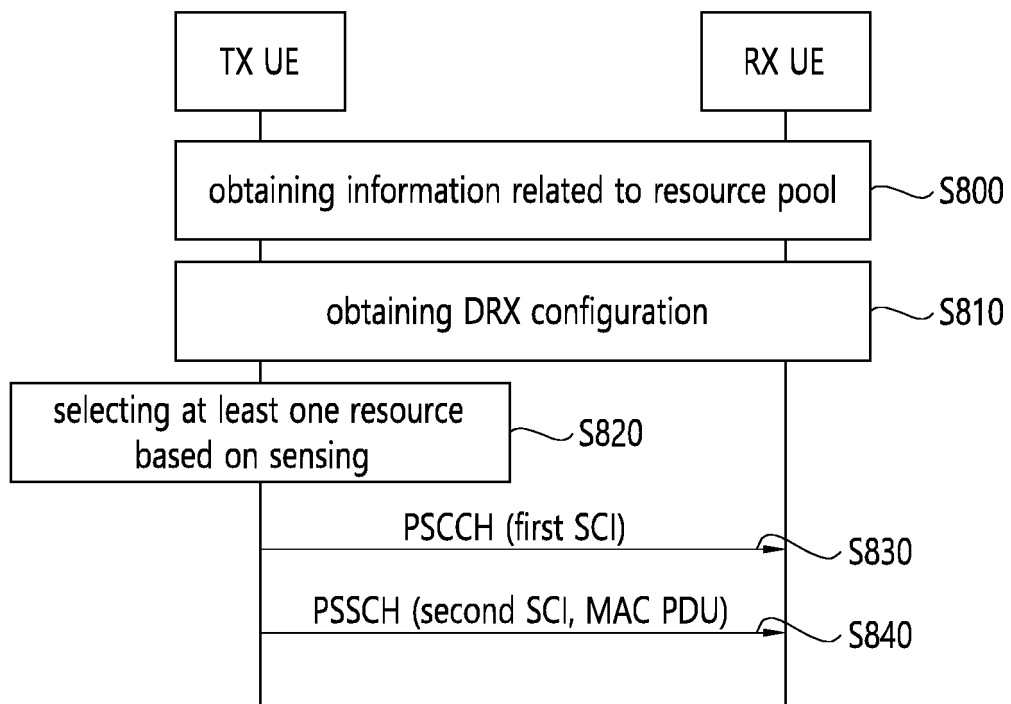 TX UE
RX UE
obtaining information related to resource pool
S800
obtaining DRX configuration
S810
selecting at least one resource
based on sensing
S820
PSCCH (first SCI)
S830
PSSCH (second SCI, MAC PDU)
S840